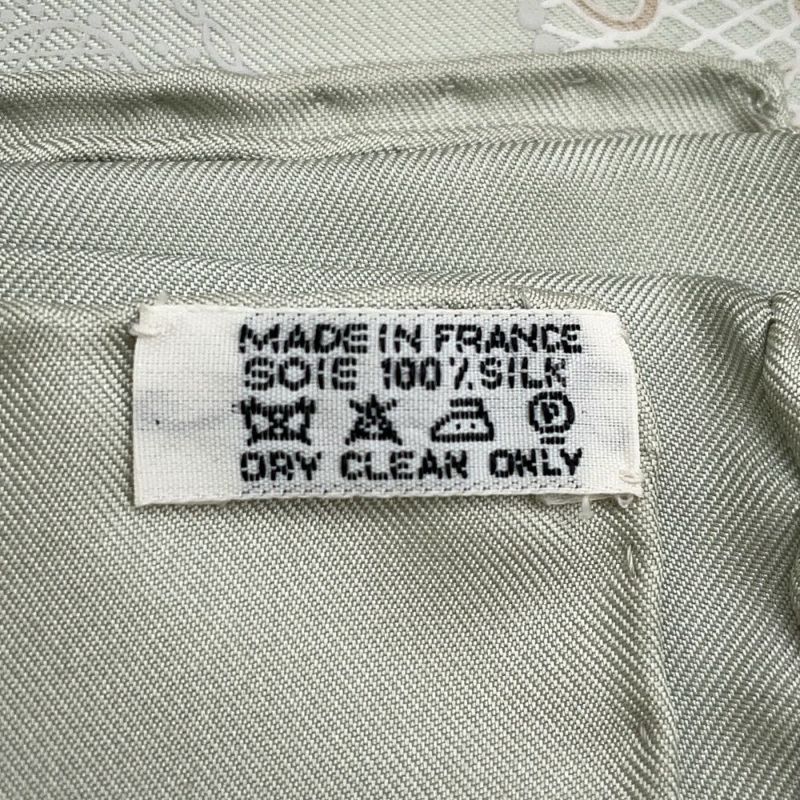 MADE IN FRANCE
SOIE 100% SILK
P
DRY CLEAN ONLY